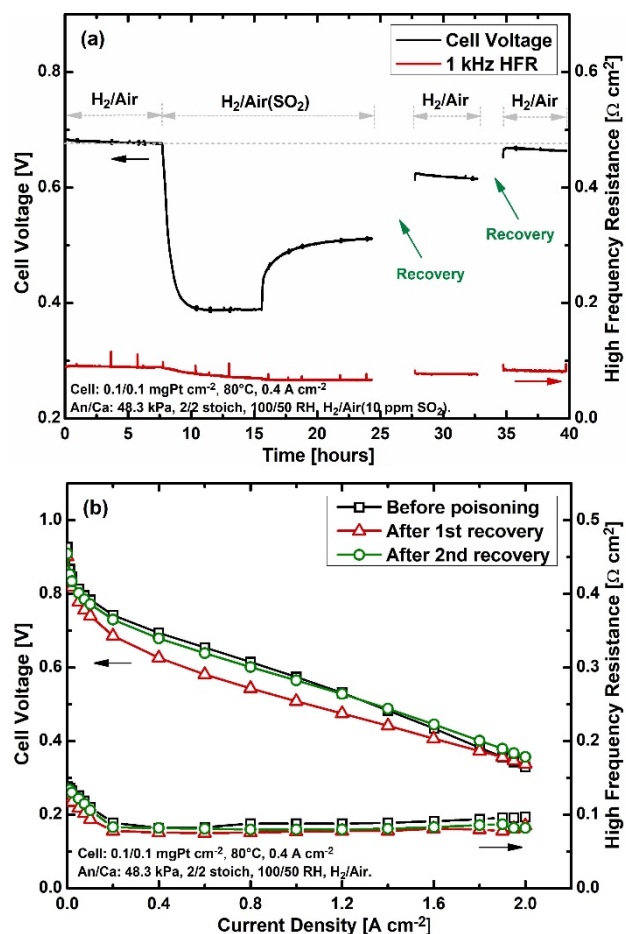 (a)
Cell Voltage
1 kHz HFR
H2/Air
H2/Air(SO2)
H2/Air
H2/Air
Recovery
Recovery
Cell: 0.1/0.1 mgPt cm-2, 80°C, 0.4 A cm-2
An/Ca: 48.3 kPa, 2/2 stoich, 100/50 RH, H2/Air(10 ppm SO2).
0.8
0.6
0.4
0.2
Cell Voltage [V]
0.6
0.4
0.2
0.0
High Frequency Resistance [Ω cm2]
0 5 10 15 20 25 30 35 40
Time [hours]
(b)
Before poisoning
After 1st recovery
After 2nd recovery
Cell: 0.1/0.1 mgPt cm-2, 80°C, 0.4 A cm-2
An/Ca: 48.3 kPa, 2/2 stoich, 100/50 RH, H2/Air.
1.0
0.8
0.6
0.4
0.2
0.0
Cell Voltage [V]
0.5
0.4
0.3
0.2
0.1
0.0
High Frequency Resistance [Ω cm2]
0.0 0.4 0.8 1.2 1.6 2.0
Current Density [A cm-2]